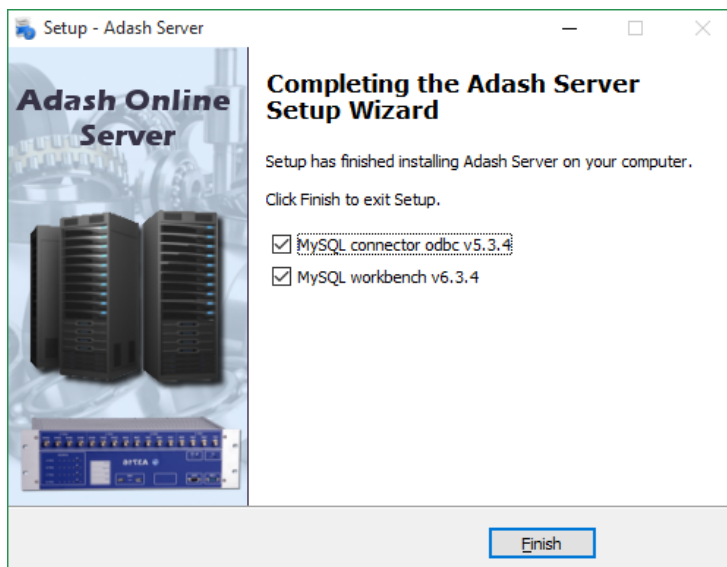 Setup - Adash Server
Adash Online
Server
Completing the Adash Server
Setup Wizard
Setup has finished installing Adash Server on your computer.
Click Finish to exit Setup.
MySQL connector odbc v5.3.4
MySQL workbench v6.3.4
Finish